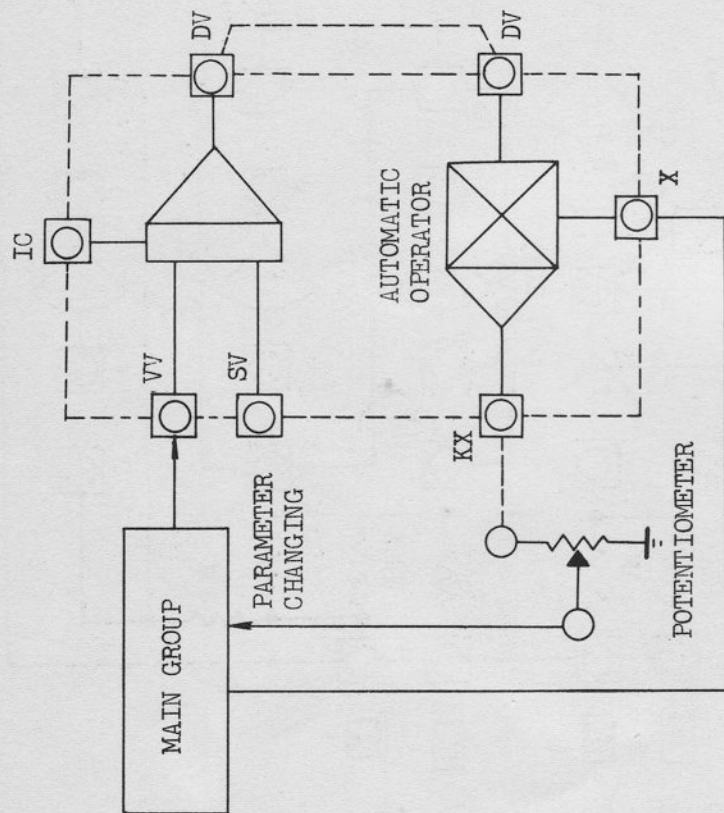 DV
DV
IC
AUTOMATIC
OPERATOR
X
VV
SV
KX
PARAMETER
CHANGING
MAIN GROUP
POTENTIOMETER